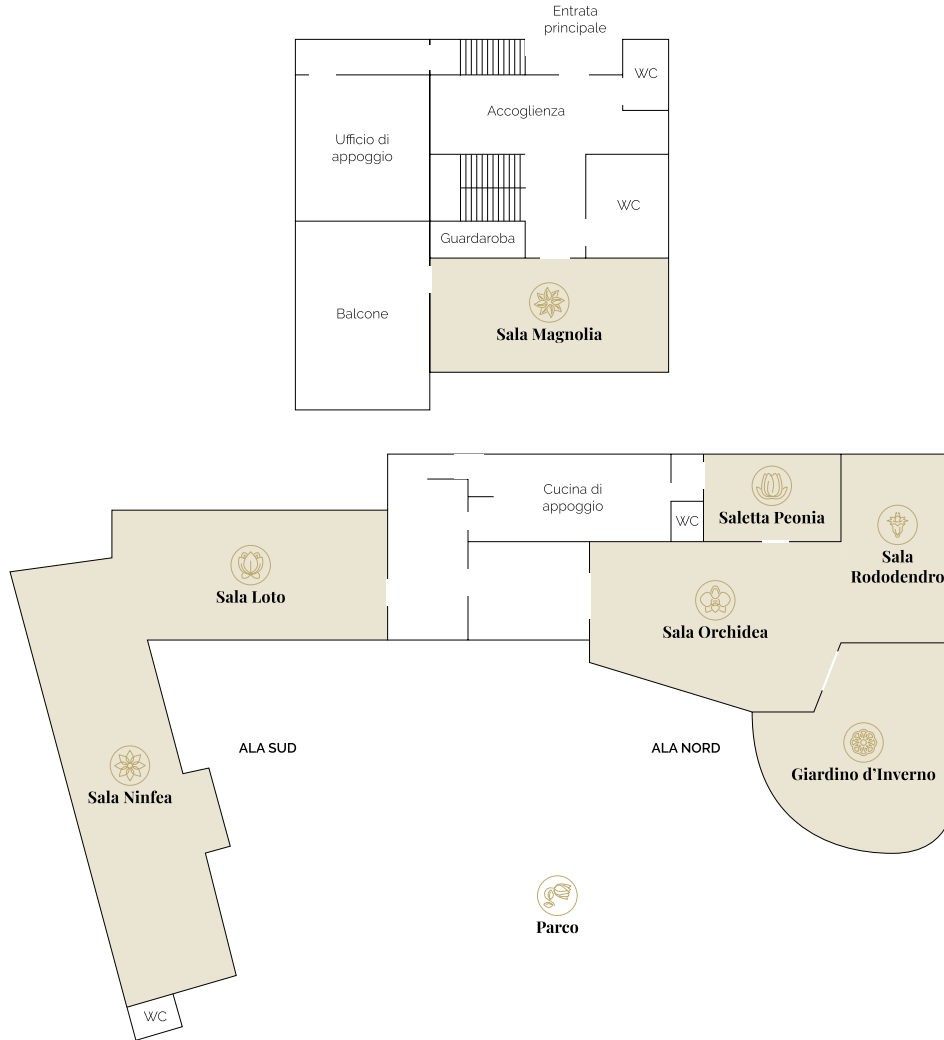 Entrata
principale
WC
Accoglienza
Ufficio di
appoggio
WC
Guardaroba
Balcone
Sala Magnolia
Cucina di
appoggio
WC
Saletta Peonia
Sala
Rododendro
Sala Loto
Sala Orchidea
ALA SUD
ALA NORD
Giardino d'Inverno
Sala Ninfea
Parco
WC